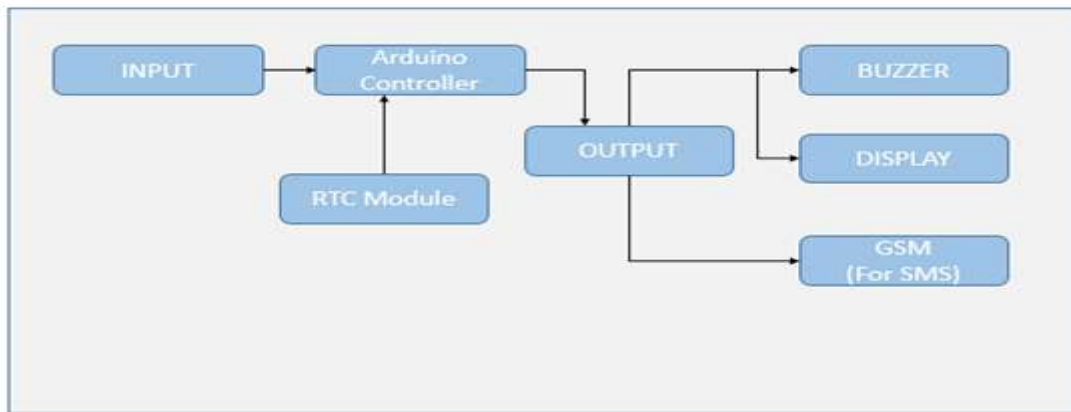 INPUT
Arduino
Controller
BUZZER
OUTPUT
DISPLAY
RTC Module
GSM
(For SMS)